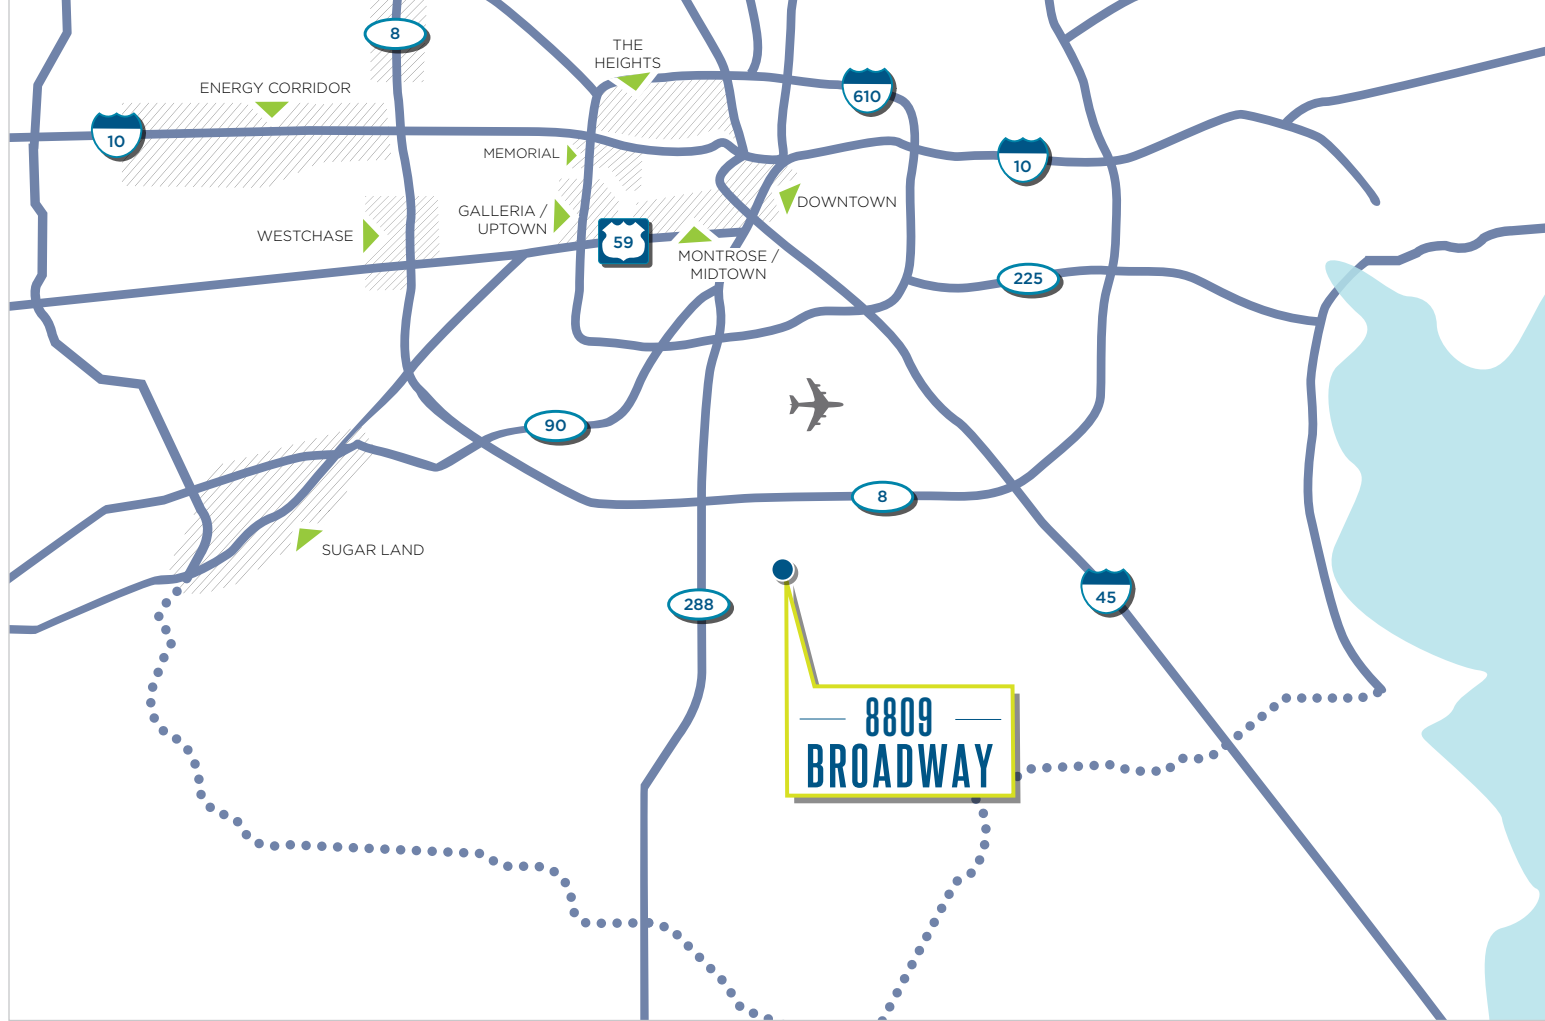 8
THE
HEIGHTS
ENERGY CORRIDOR
610
10
MEMORIAL
10
GALLERIA /
UPTOWN
DOWNTOWN
WESTCHASE
59
MONTROSE /
MIDTOWN
225
90
8
SUGAR LAND
288
45
8809
BROADWAY